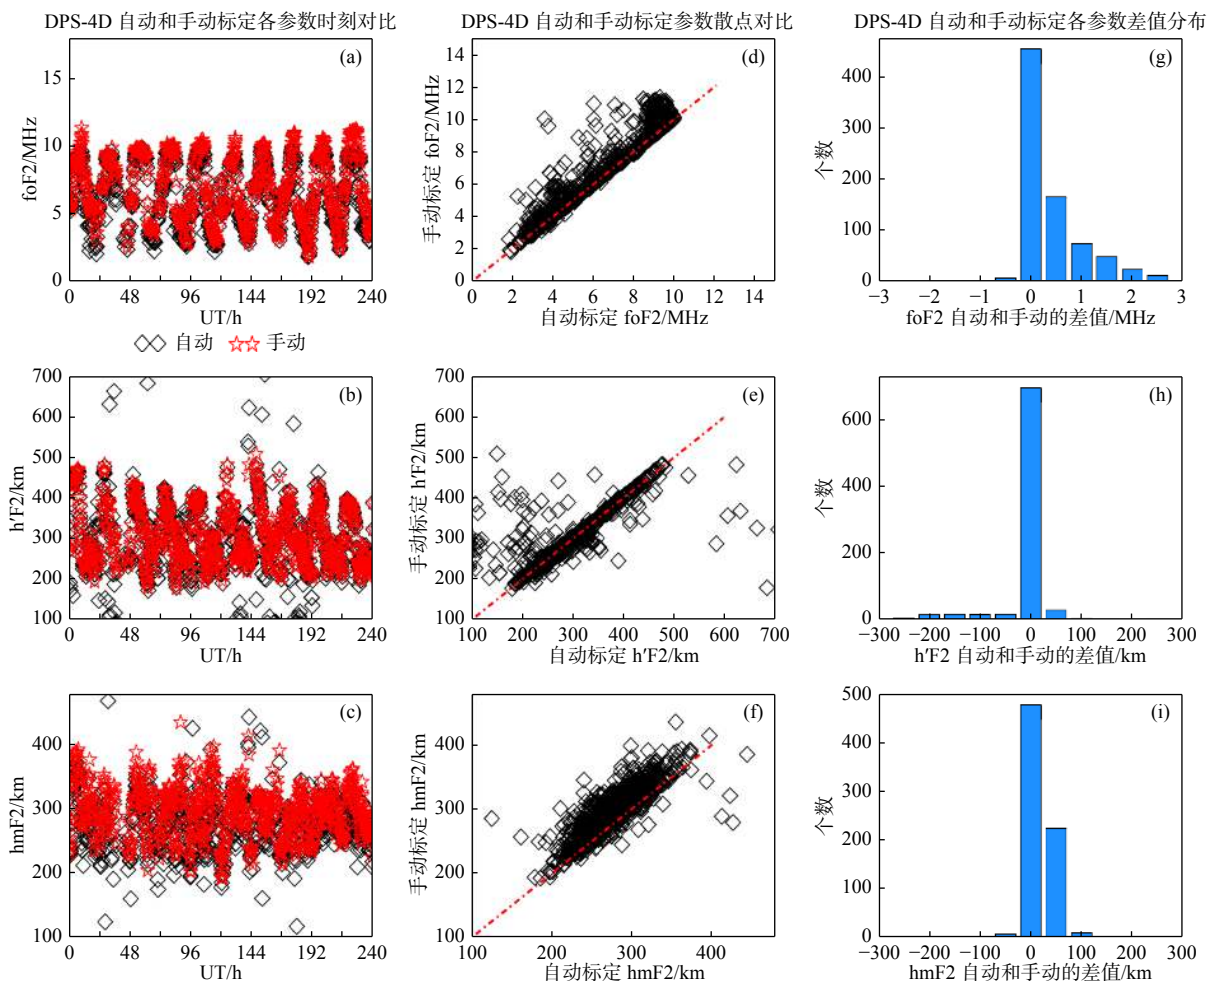 DPS-4D 自动和手动标定各参数时刻对比
DPS-4D 自动和手动标定参数散点对比
DPS-4D 自动和手动标定各参数差值分布
(a)
foF2/MHz
15
10
5
0
0 48 96 144 192 240
UT/h
自动 手动
(d)
手动标定 foF2/MHz
14
12
10
8
6
4
2
0
0 2 4 6 8 10 12 14
自动标定 foF2/MHz
(g)
个数
400
300
200
100
0
−3 −2 −1 0 1 2 3
foF2 自动和手动的差值/MHz
(b)
h′F2/km
700
600
500
400
300
200
100
0 48 96 144 192 240
UT/h
(e)
手动标定 h′F2/km
700
600
500
400
300
200
100
100 200 300 400 500 600 700
自动标定 h′F2/km
(h)
个数
600
400
200
0
−300 −200 −100 0 100 200 300
h′F2 自动和手动的差值/km
(c)
hmF2/km
400
300
200
100
0 48 96 144 192 240
UT/h
(f)
手动标定 hmF2/km
400
300
200
100
100 200 300 400
自动标定 hmF2/km
(i)
个数
500
400
300
200
100
0
−300 −200 −100 0 100 200 300
hmF2 自动和手动的差值/km